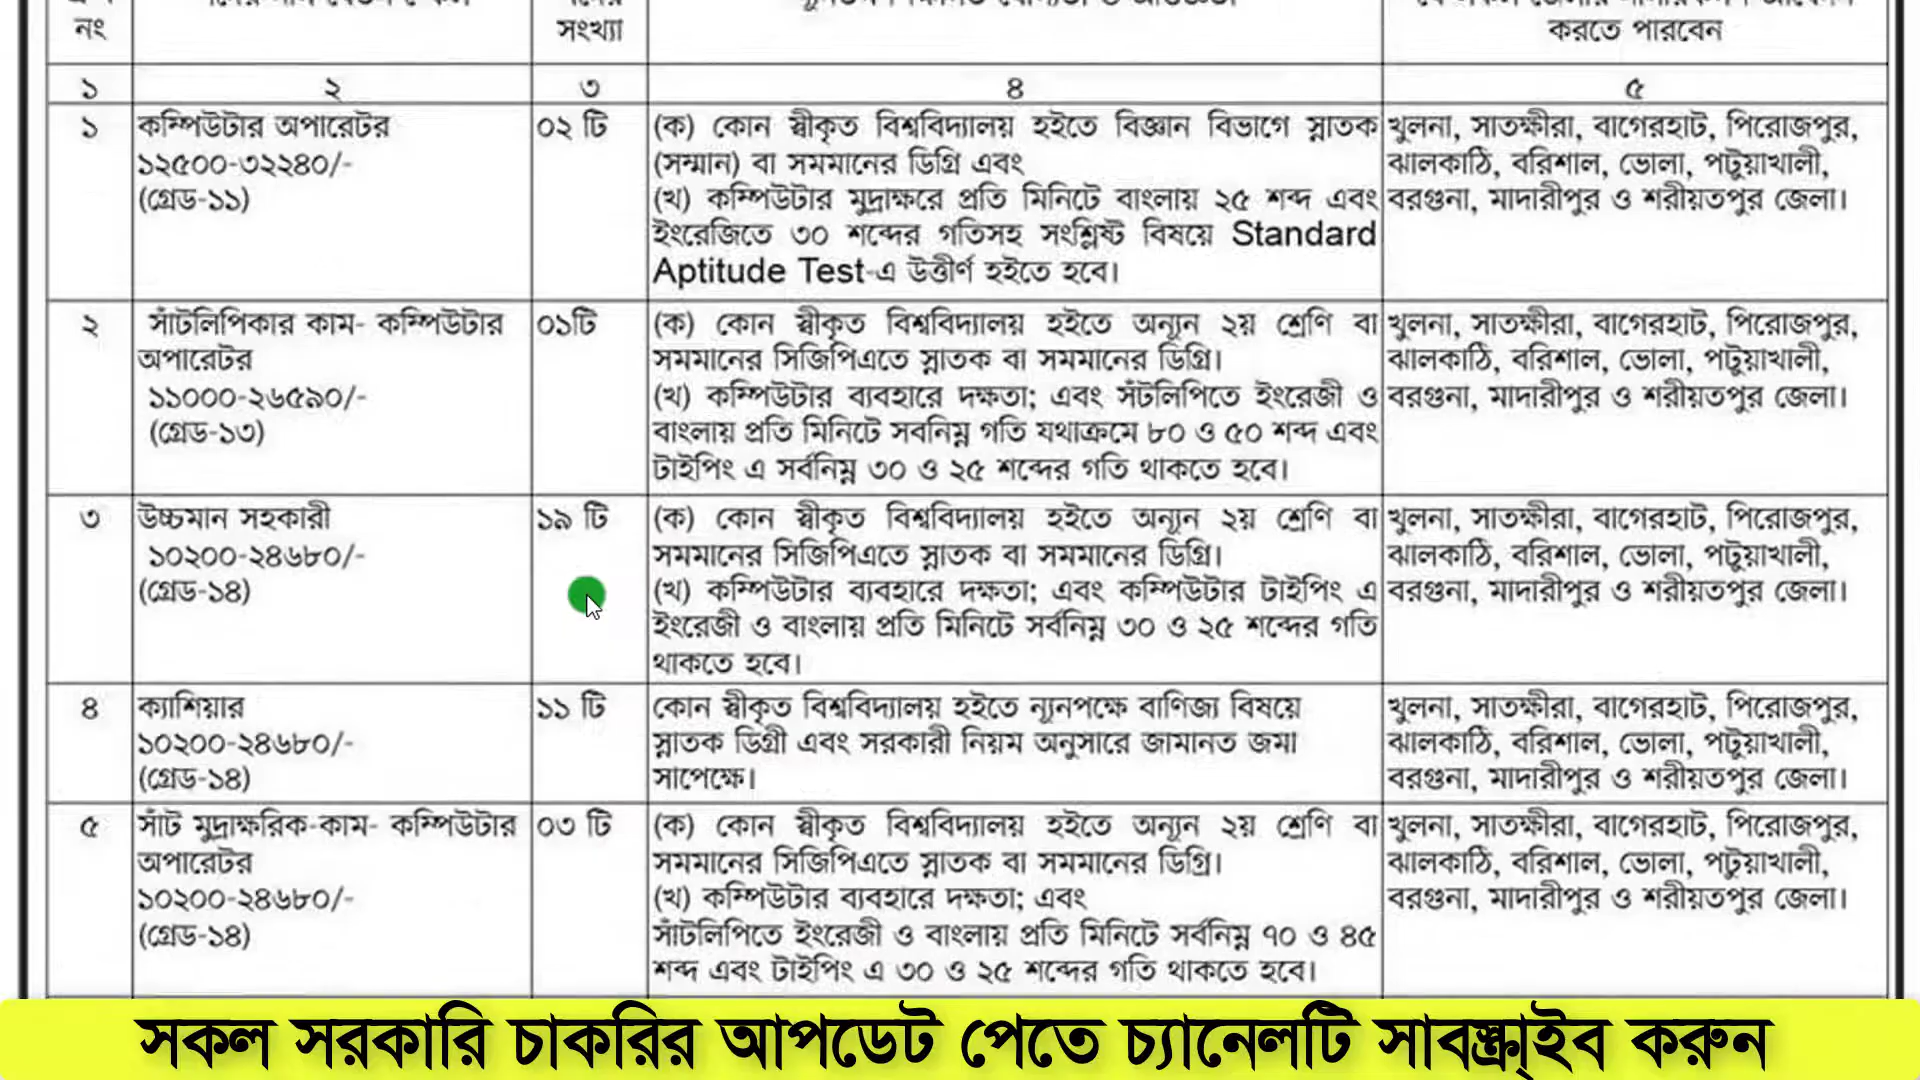 নং
সংখ্যা
করতে পারবেন
১ ২ ৩ ৪ ৫
১ কম্পিউটার অপারেটর ০২ টি (ক) কোন স্বীকৃত বিশ্ববিদ্যালয় হইতে বিজ্ঞান বিভাগে স্নাতক খুলনা, সাতক্ষীরা, বাগেরহাট, পিরোজপুর,
১২৫০০-৩২২৪০/- (সম্মান) বা সমমানের ডিগ্রি এবং ঝালকাঠি, বরিশাল, ভোলা, পটুয়াখালী,
(গ্রেড-১১) (খ) কম্পিউটার মুদ্রাক্ষরে প্রতি মিনিটে বাংলায় ২৫ শব্দ এবং বরগুনা, মাদারীপুর ও শরীয়তপুর জেলা।
ইংরেজিতে ৩০ শব্দের গতিসহ সংশ্লিষ্ট বিষয়ে Standard
Aptitude Test-এ উত্তীর্ণ হইতে হবে।
২ সাঁটলিপিকার কাম- কম্পিউটার ০১টি (ক) কোন স্বীকৃত বিশ্ববিদ্যালয় হইতে অন্যূন ২য় শ্রেণি বা খুলনা, সাতক্ষীরা, বাগেরহাট, পিরোজপুর,
অপারেটর সমমানের সিজিপিএতে স্নাতক বা সমমানের ডিগ্রি। ঝালকাঠি, বরিশাল, ভোলা, পটুয়াখালী,
১১০০০-২৬৫৯০/- (খ) কম্পিউটার ব্যবহারে দক্ষতা; এবং সাঁটলিপিতে ইংরেজী ও বরগুনা, মাদারীপুর ও শরীয়তপুর জেলা।
(গ্রেড-১৩) বাংলায় প্রতি মিনিটে সবনিম্ন গতি যথাক্রমে ৮০ ও ৫০ শব্দ এবং
টাইপিং এ সর্বনিম্ন ৩০ ও ২৫ শব্দের গতি থাকতে হবে।
৩ উচ্চমান সহকারী ১৯ টি (ক) কোন স্বীকৃত বিশ্ববিদ্যালয় হইতে অন্যূন ২য় শ্রেণি বা খুলনা, সাতক্ষীরা, বাগেরহাট, পিরোজপুর,
১০২০০-২৪৬৮০/- সমমানের সিজিপিএতে স্নাতক বা সমমানের ডিগ্রি। ঝালকাঠি, বরিশাল, ভোলা, পটুয়াখালী,
(গ্রেড-১৪) (খ) কম্পিউটার ব্যবহারে দক্ষতা; এবং কম্পিউটার টাইপিং এ বরগুনা, মাদারীপুর ও শরীয়তপুর জেলা।
ইংরেজী ও বাংলায় প্রতি মিনিটে সর্বনিম্ন ৩০ ও ২৫ শব্দের গতি
থাকতে হবে।
৪ ক্যাশিয়ার ১১ টি কোন স্বীকৃত বিশ্ববিদ্যালয় হইতে ন্যূনপক্ষে বাণিজ্য বিষয়ে খুলনা, সাতক্ষীরা, বাগেরহাট, পিরোজপুর,
১০২০০-২৪৬৮০/- স্নাতক ডিগ্রী এবং সরকারী নিয়ম অনুসারে জামানত জমা ঝালকাঠি, বরিশাল, ভোলা, পটুয়াখালী,
(গ্রেড-১৪) সাপেক্ষে। বরগুনা, মাদারীপুর ও শরীয়তপুর জেলা।
৫ সাঁট মুদ্রাক্ষরিক-কাম- কম্পিউটার ০৩ টি (ক) কোন স্বীকৃত বিশ্ববিদ্যালয় হইতে অন্যূন ২য় শ্রেণি বা খুলনা, সাতক্ষীরা, বাগেরহাট, পিরোজপুর,
অপারেটর সমমানের সিজিপিএতে স্নাতক বা সমমানের ডিগ্রি। ঝালকাঠি, বরিশাল, ভোলা, পটুয়াখালী,
১০২০০-২৪৬৮০/- (খ) কম্পিউটার ব্যবহারে দক্ষতা; এবং বরগুনা, মাদারীপুর ও শরীয়তপুর জেলা।
(গ্রেড-১৪) সাঁটলিপিতে ইংরেজী ও বাংলায় প্রতি মিনিটে সর্বনিম্ন ৭০ ও ৪৫
শব্দ এবং টাইপিং এ ৩০ ও ২৫ শব্দের গতি থাকতে হবে।
সকল সরকারি চাকরির আপডেট পেতে চ্যানেলটি সাবস্ক্রাইব করুন